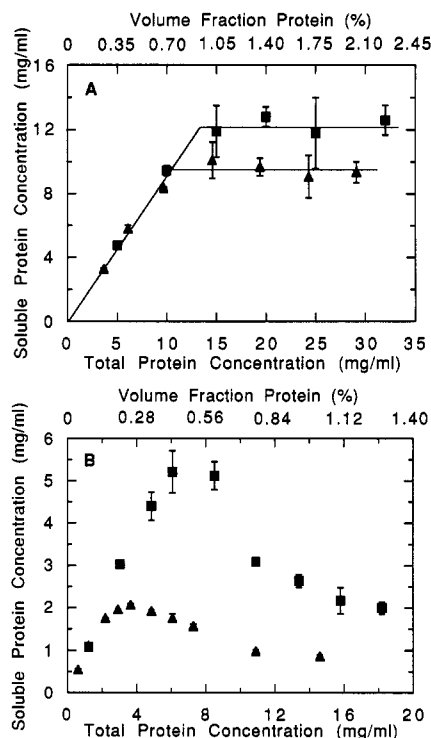 Volume Fraction Protein (%)
0 0.35 0.70 1.05 1.40 1.75 2.10 2.45
Soluble Protein Concentration (mg/ml)
A
16
12
8
4
0
0 5 10 15 20 25 30 35
Total Protein Concentration (mg/ml)
Volume Fraction Protein (%)
0 0.28 0.56 0.84 1.12 1.40
Soluble Protein Concentration (mg/ml)
B
6
5
4
3
2
1
0
0 4 8 12 16 20
Total Protein Concentration (mg/ml)